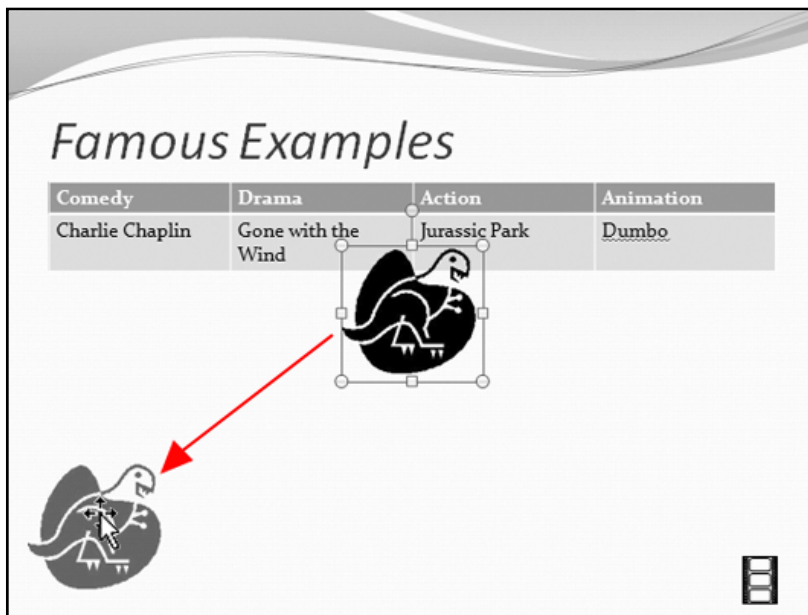 Famous Examples
Comedy Drama Action Animation
Charlie Chaplin Gone with the Jurassic Park Dumbo
Wind